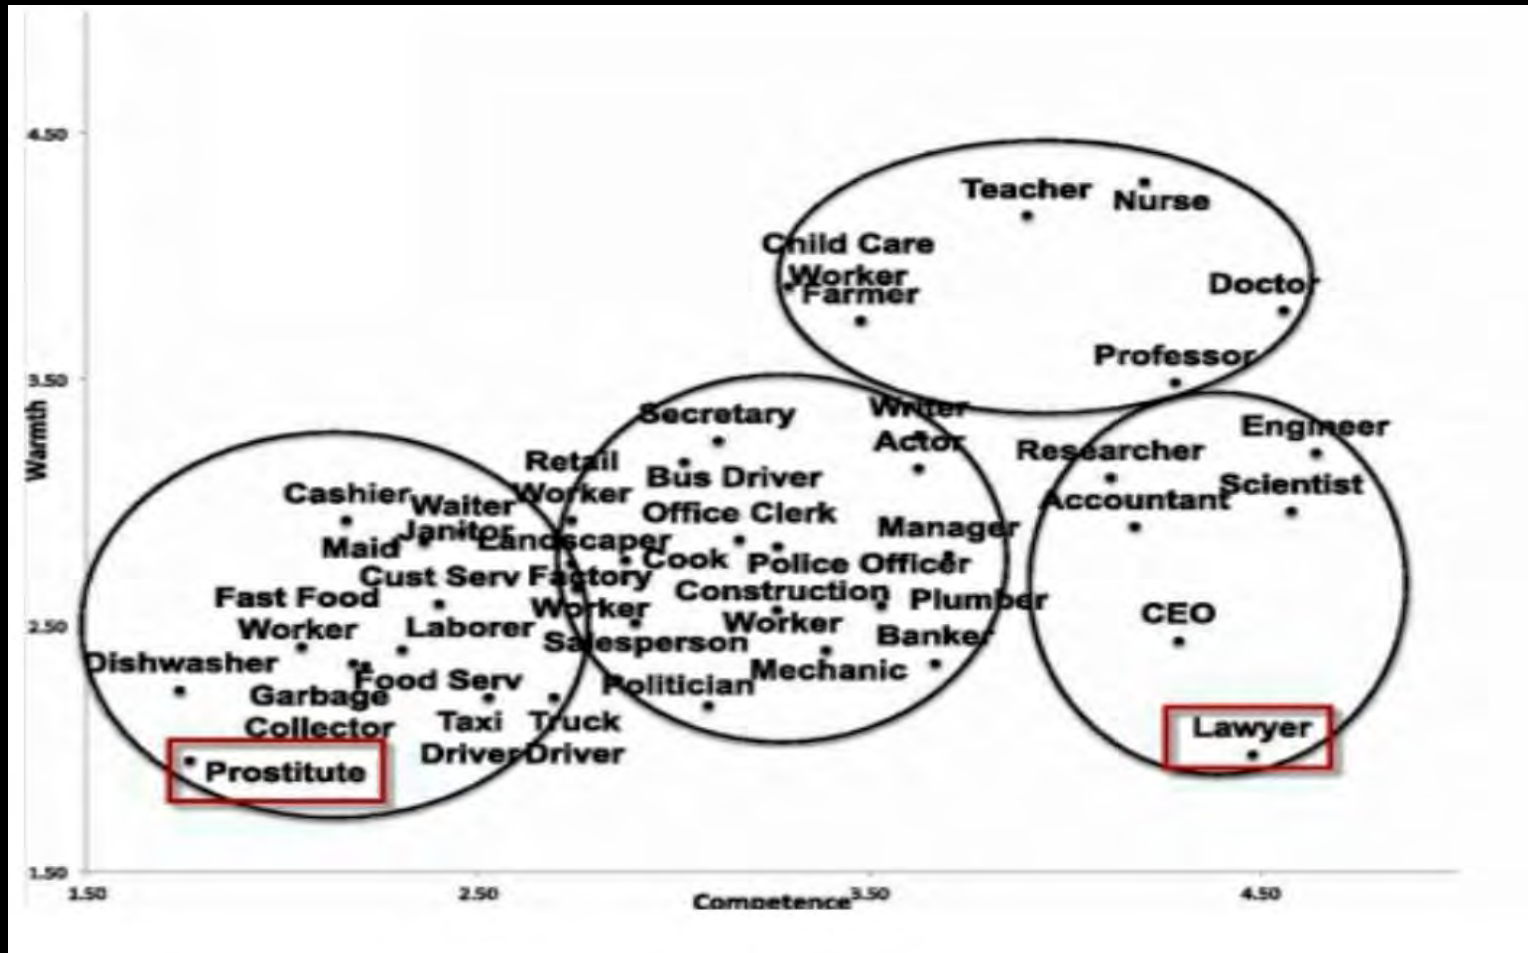 4.50
Teacher
Nurse
Child Care
Worker
Farmer
Doctor
Professor
3.50
Warmth
Secretary
Writer
Actor
Engineer
Researcher
Retail
Worker
Bus Driver
Scientist
Cashier
Waiter
Accountant
Office Clerk
Janitor
Manager
Maid
Landscaper
Cook
Police Officer
Cust Serv
Factory
Worker
Construction
Worker
Plumber
Fast Food
Worker
CEO
2.50
Laborer
Salesperson
Banker
Dishwasher
Mechanic
Food Serv
Politician
Garbage
Collector
Taxi
Driver
Truck
Driver
Lawyer
Prostitute
1.50
1.50
2.50
3.50
4.50
Competence